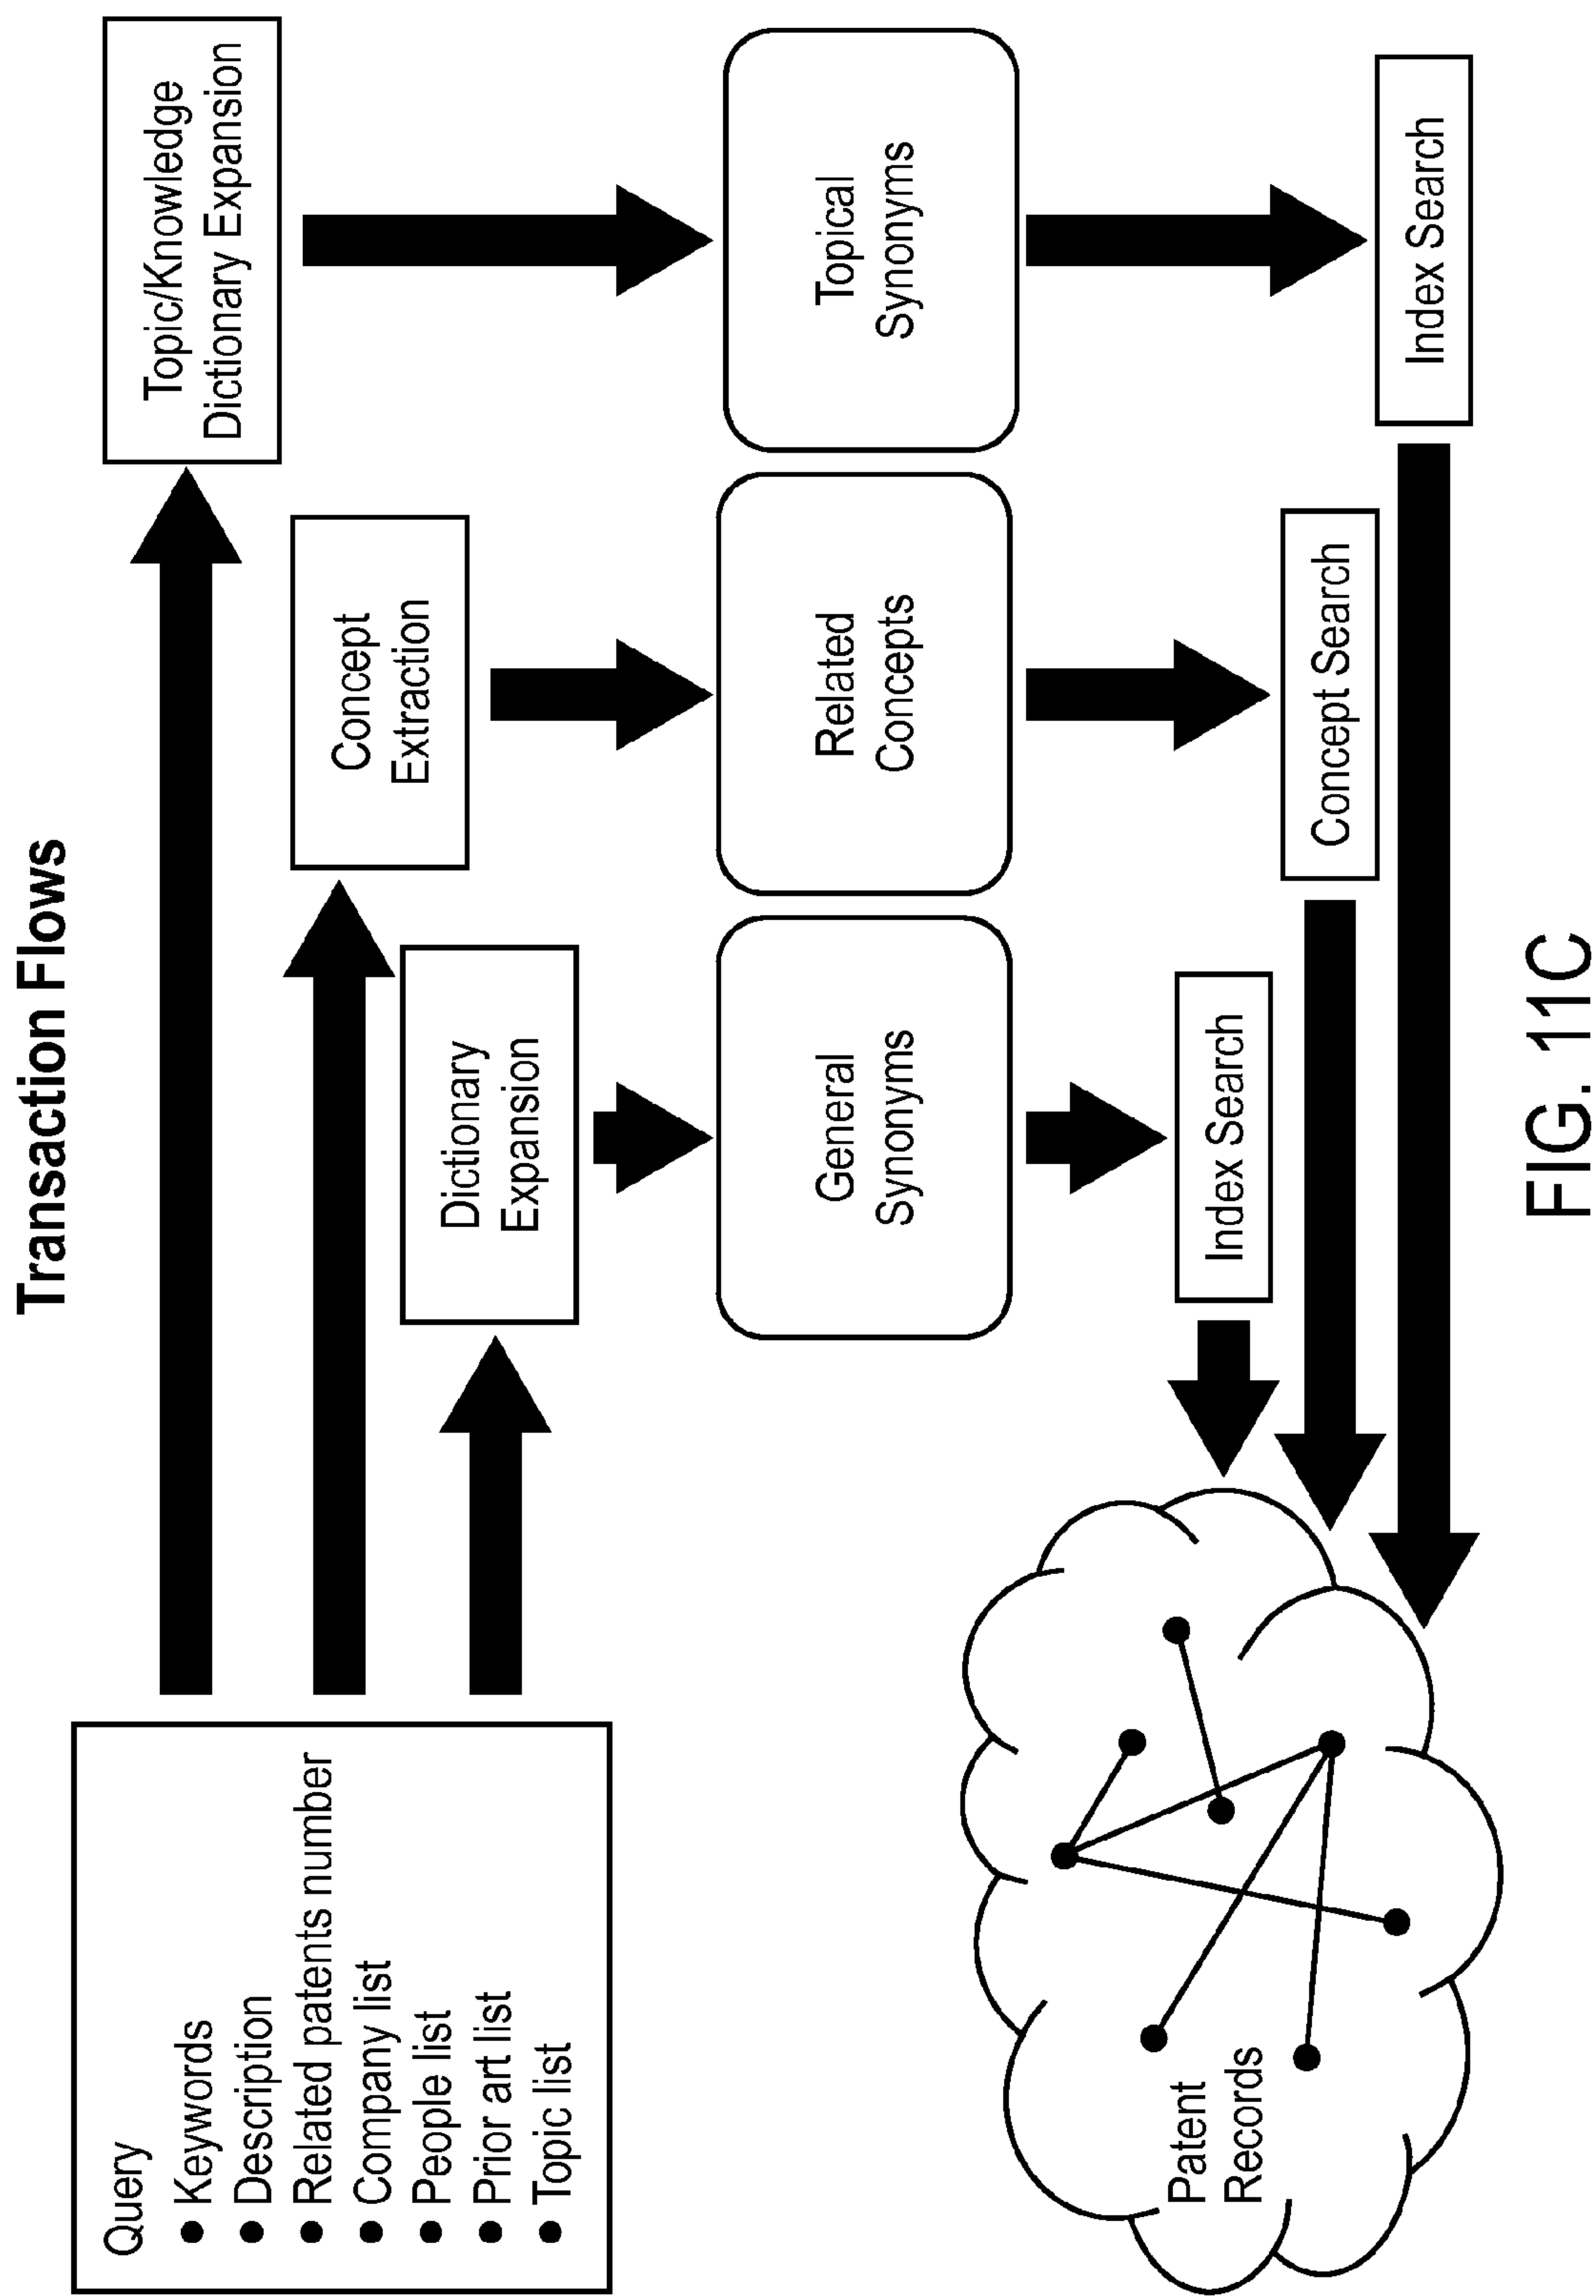 Transaction Flows
Query
• Keywords
• Description
• Related patents number
• Company list
• People list
• Prior art list
• Topic list
Topic/Knowledge
Dictionary Expansion
Concept
Extraction
Dictionary
Expansion
General
Synonyms
Related
Concepts
Topical
Synonyms
Index Search
Concept Search
Index Search
Patent
Records
FIG. 11C